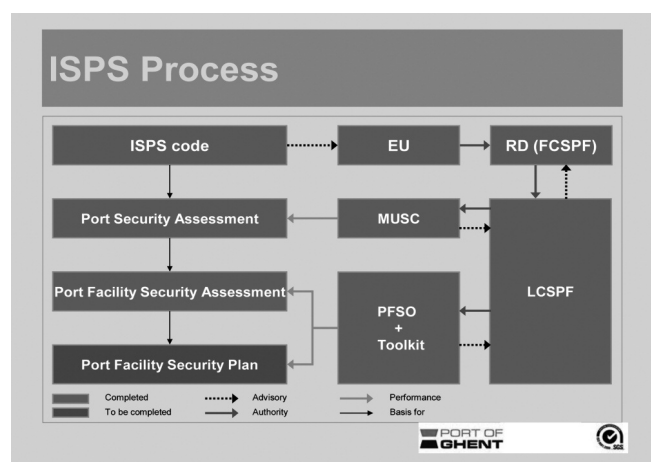 ISPS Process
ISPS code
EU
RD (FCSPF)
Port Security Assessment
MUSC
LCSPF
Port Facility Security Assessment
PFSO
+
Toolkit
Port Facility Security Plan
Completed
Advisory
Performance
To be completed
Authority
Basis for
PORT OF
GHENT
SGS